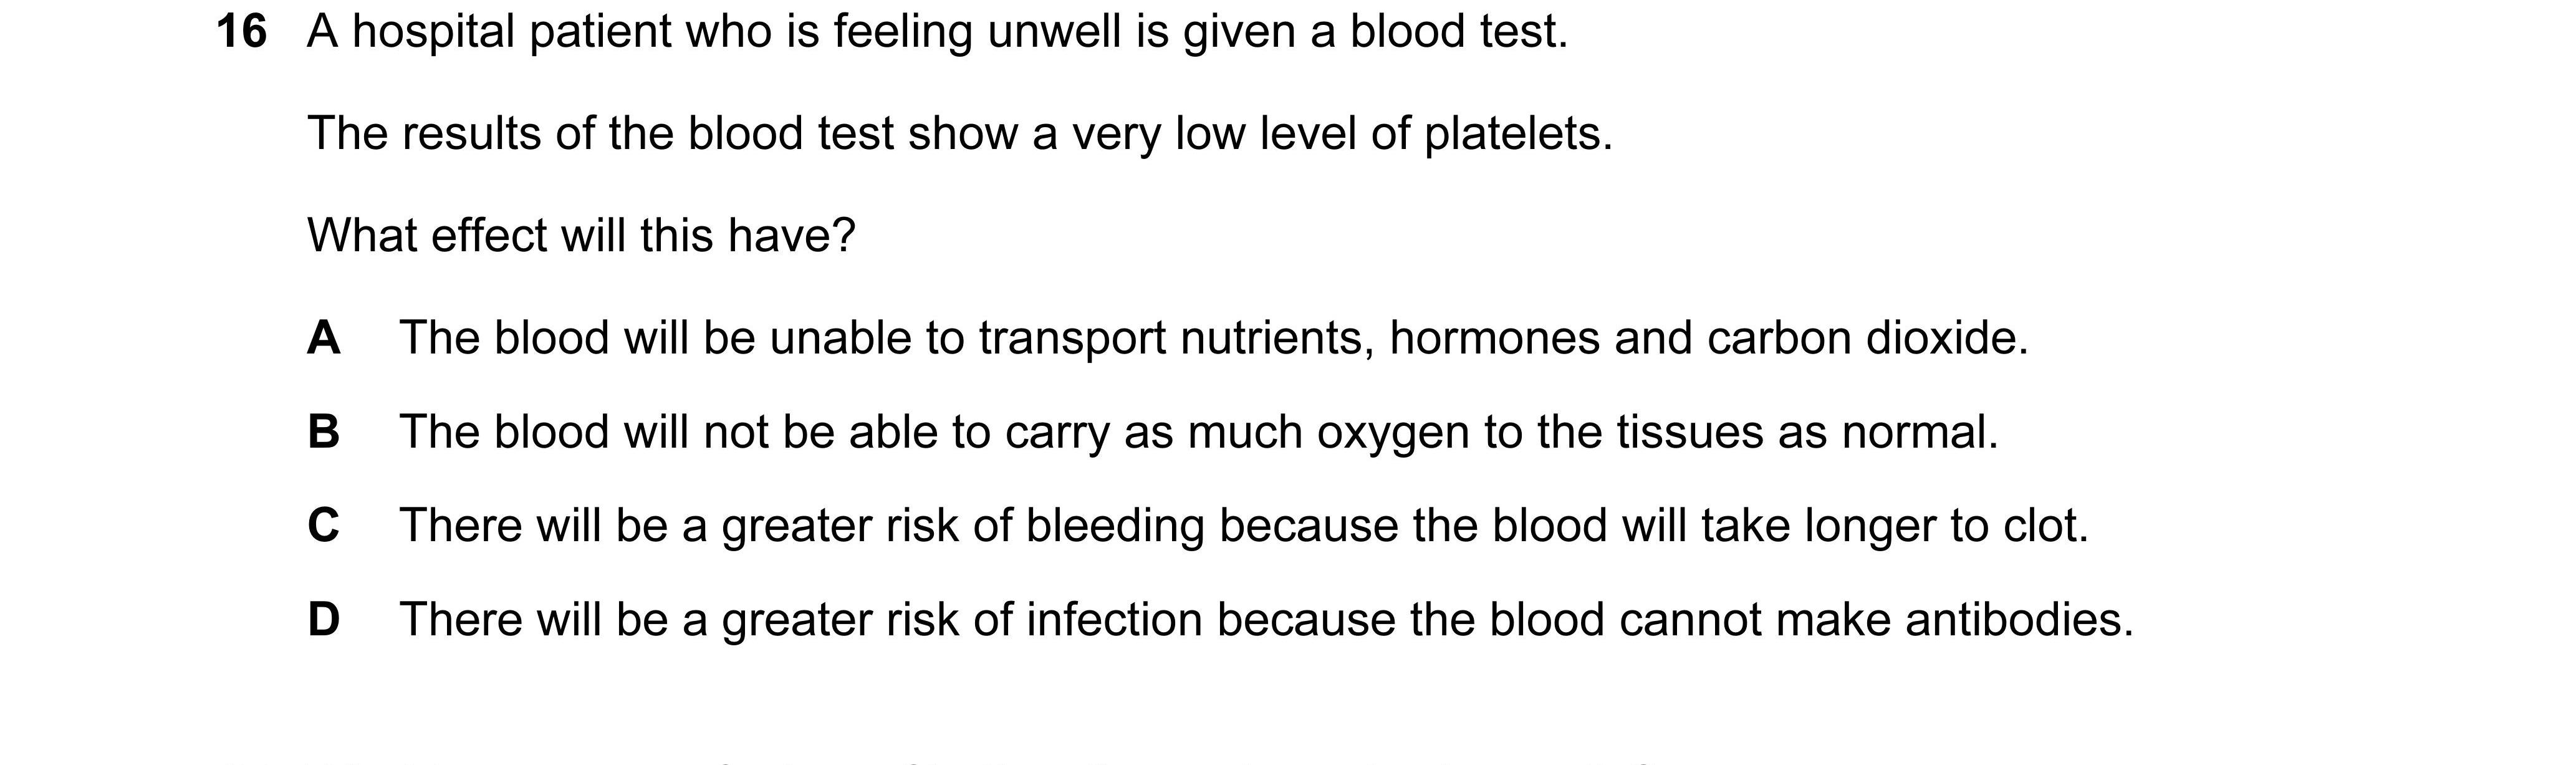 16 A hospital patient who is feeling unwell is given a blood test.
The results of the blood test show a very low level of platelets.
What effect will this have?
A The blood will be unable to transport nutrients, hormones and carbon dioxide.
B The blood will not be able to carry as much oxygen to the tissues as normal.
C There will be a greater risk of bleeding because the blood will take longer to clot.
D There will be a greater risk of infection because the blood cannot make antibodies.